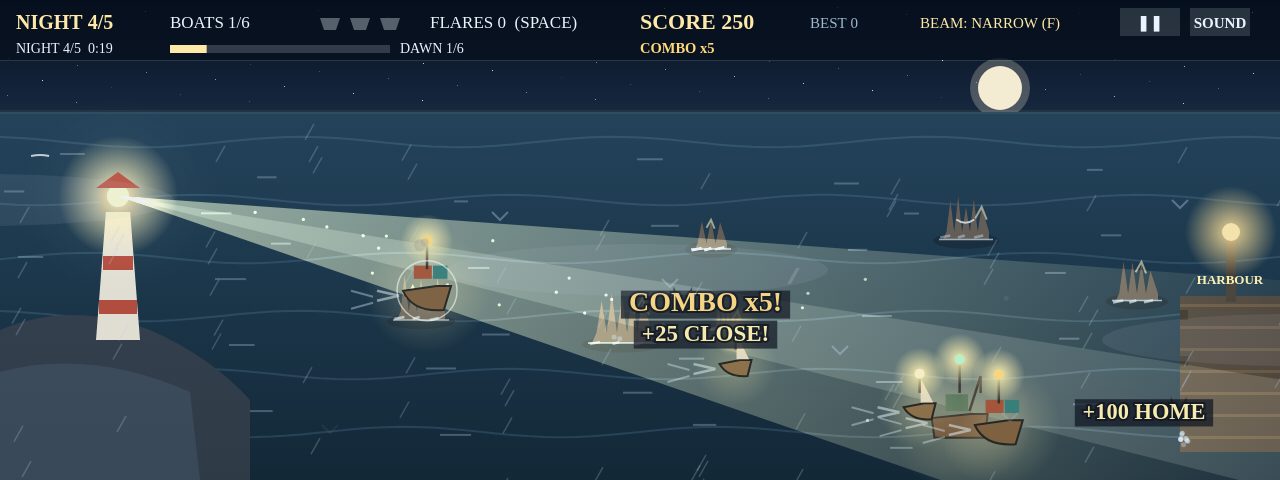 NIGHT 4/5
BOATS 1/6
FLARES 0 (SPACE)
SCORE 250
BEST 0
BEAM: NARROW (F)
SOUND
NIGHT 4/5 0:19
DAWN 1/6
COMBO x5
HARBOUR
COMBO x5!
+25 CLOSE!
+100 HOME